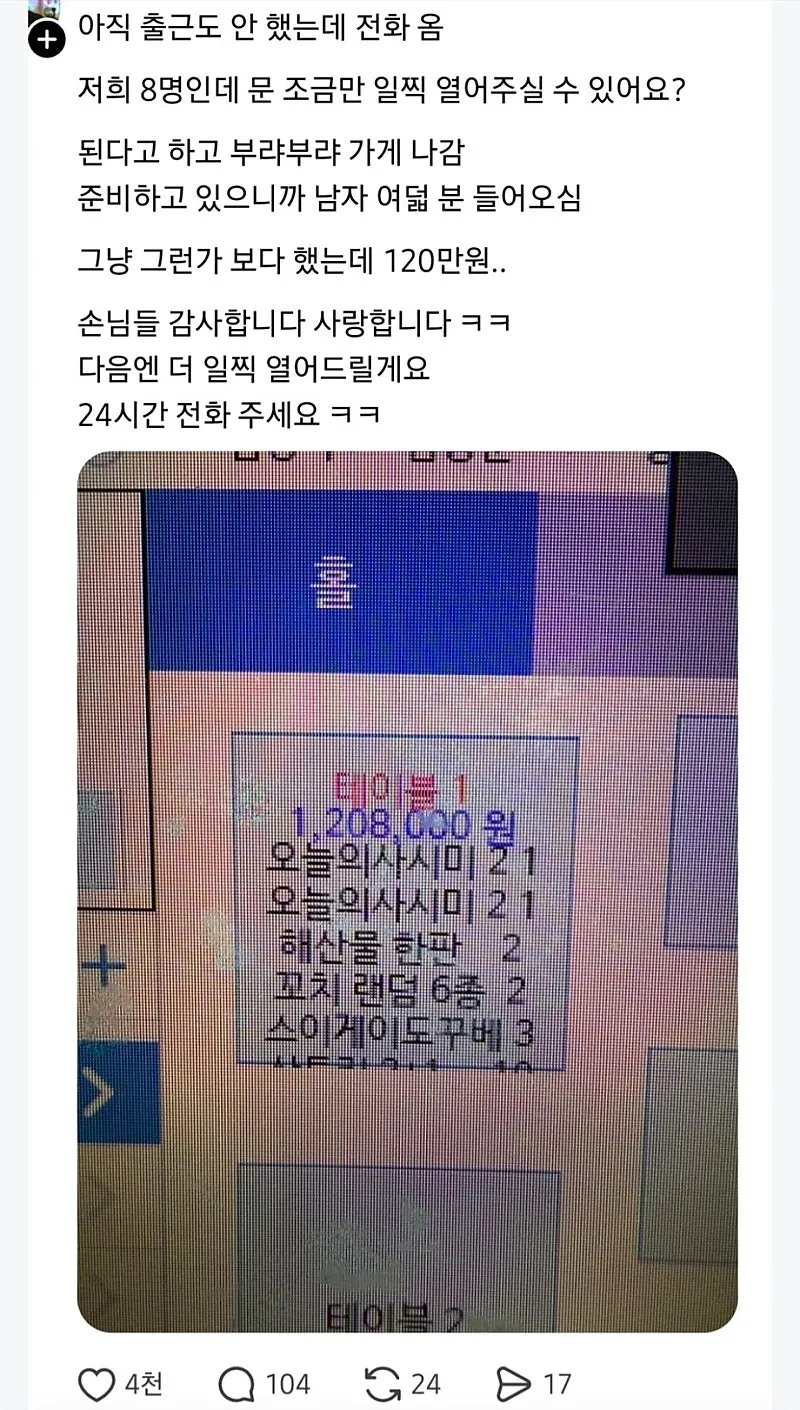 아직 출근도 안 했는데 전화 옴
저희 8명인데 문 조금만 일찍 열어주실 수 있어요?
된다고 하고 부랴부랴 가게 나감
준비하고 있으니까 남자 여덟 분 들어오심
그냥 그런가 보다 했는데 120만원..
손님들 감사합니다 사랑합니다 ㅋㅋ
다음엔 더 일찍 열어드릴게요
24시간 전화 주세요 ㅋㅋ
홀
테이블 1
1,208,000 원
오늘의사시미 2 1
오늘의사시미 2 1
해산물 한판 2
꼬치 랜덤 6종 2
스이게이도꾸베 3
테이블 2
4천 104 24 17